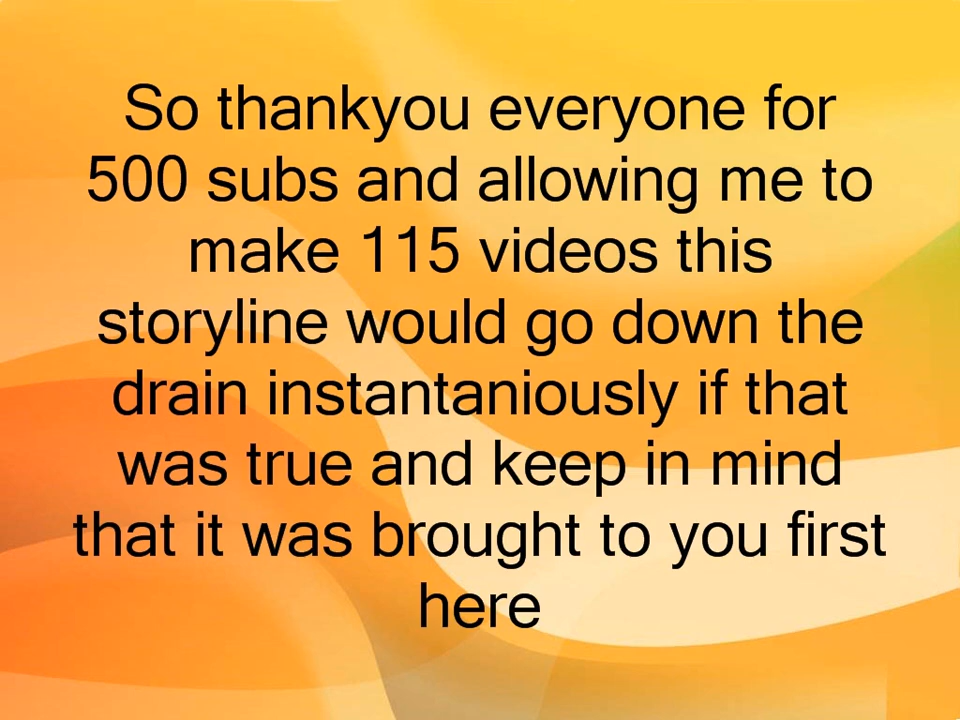 So thankyou everyone for
500 subs and allowing me to
make 115 videos this
storyline would go down the
drain instantaniously if that
was true and keep in mind
that it was brought to you first
here